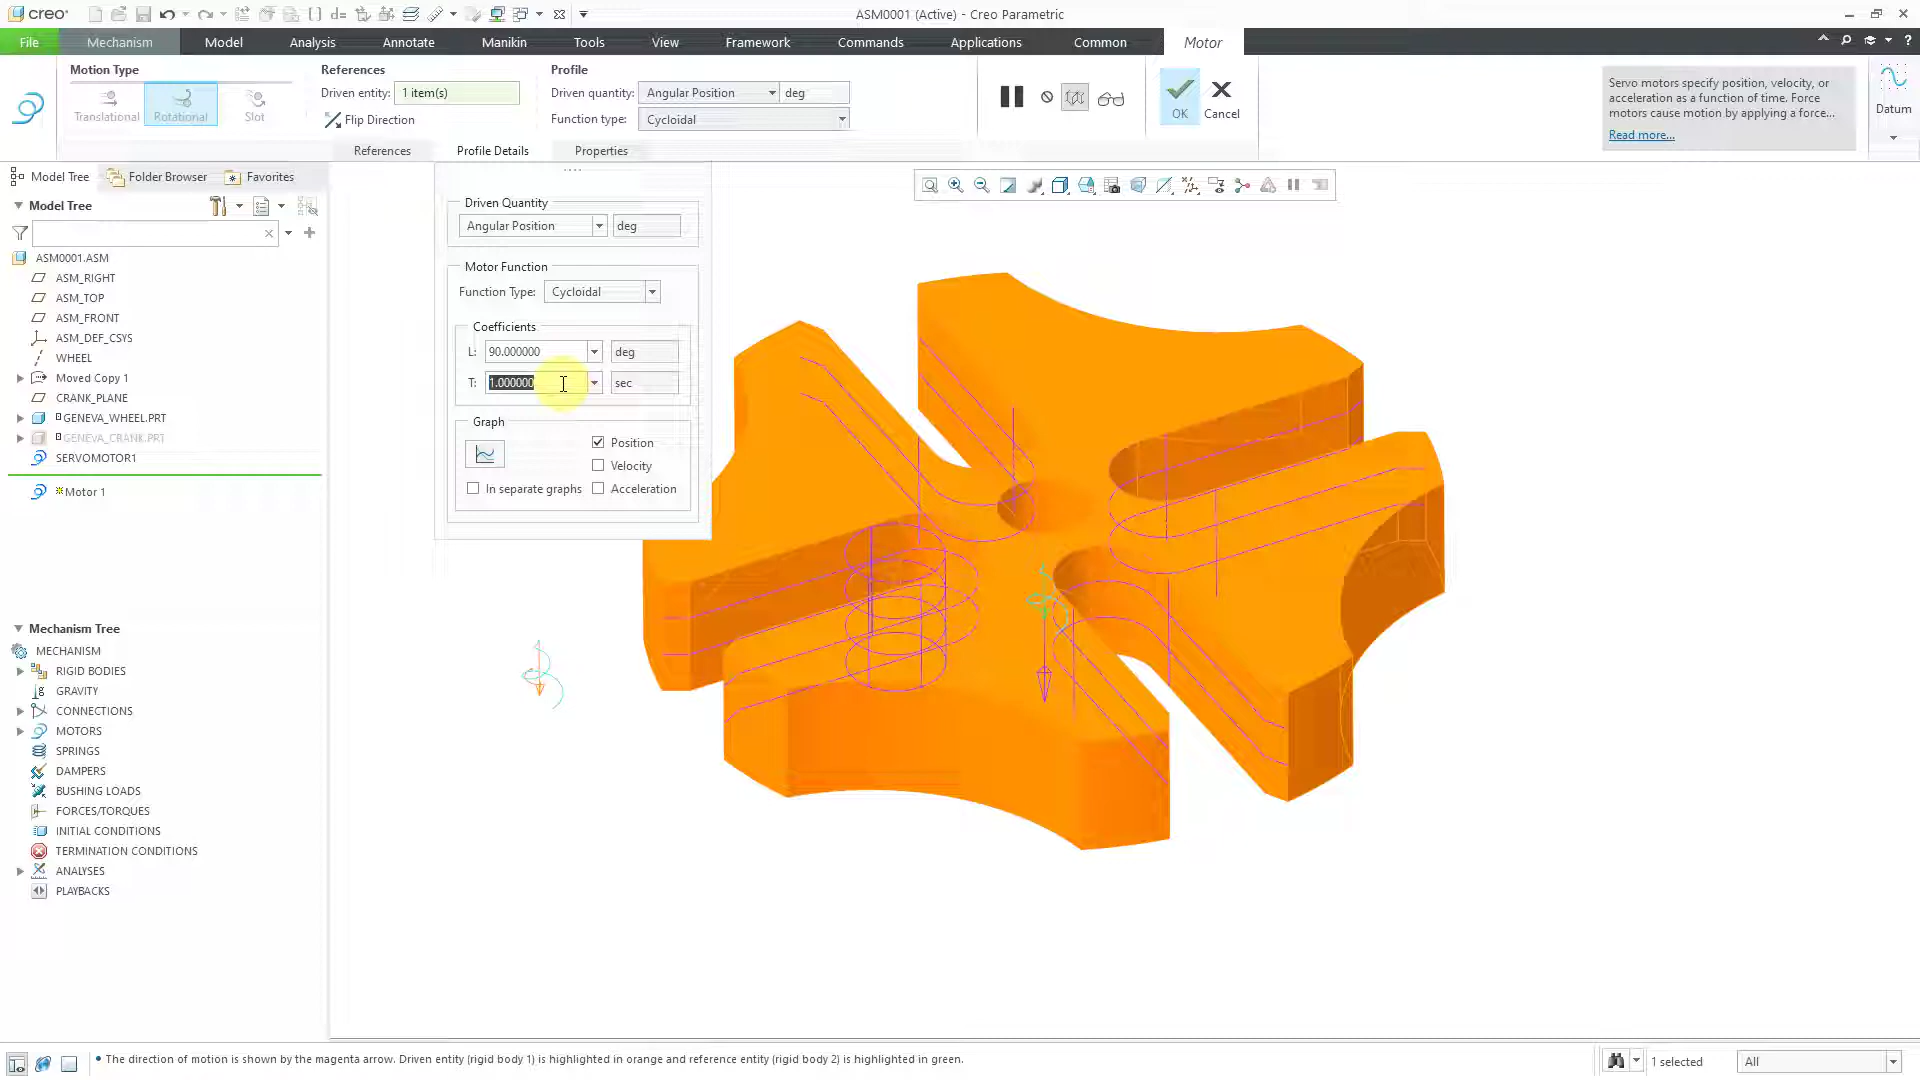 creo
ASM0001 (Active) - Creo Parametric
File
Mechanism
Model
Analysis
Annotate
Manikin
Tools
View
Framework
Commands
Applications
Common
Motor
Motion Type
Translational
Rotational
Slot
References
Driven entity:
1 item(s)
Flip Direction
Profile
Driven quantity:
Angular Position
deg
Function type:
Cycloidal
OK
Cancel
Servo motors specify position, velocity, or
acceleration as a function of time. Force
motors cause motion by applying a force...
Read more...
Datum
References
Profile Details
Properties
Model Tree
Folder Browser
Favorites
Model Tree
ASM0001.ASM
ASM_RIGHT
ASM_TOP
ASM_FRONT
ASM_DEF_CSYS
WHEEL
Moved Copy 1
CRANK_PLANE
GENEVA_WHEEL.PRT
GENEVA_CRANK.PRT
SERVOMOTOR1
Motor 1
Driven Quantity
Angular Position
deg
Motor Function
Function Type:
Cycloidal
Coefficients
L:
90.000000
deg
T:
1.000000
sec
Graph
Position
Velocity
In separate graphs
Acceleration
Mechanism Tree
MECHANISM
RIGID BODIES
GRAVITY
CONNECTIONS
MOTORS
SPRINGS
DAMPERS
BUSHING LOADS
FORCES/TORQUES
INITIAL CONDITIONS
TERMINATION CONDITIONS
ANALYSES
PLAYBACKS
• The direction of motion is shown by the magenta arrow. Driven entity (rigid body 1) is highlighted in orange and reference entity (rigid body 2) is highlighted in green.
1 selected
All